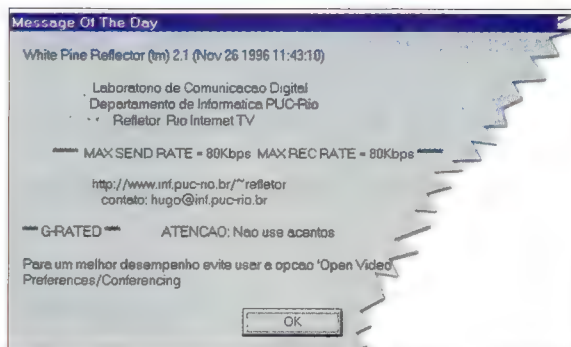 Message Of The Day
White Pine Reflector (tm) 2.1 (Nov 26 1996 11:43:10)
Laboratorio de Comunicacao Digital
Departamento de Informatica PUC-Rio
Refletor Rio Internet TV
MAX SEND RATE = 80Kbps MAX REC RATE = 80Kbps
http://www.inf.puc-rio.br/~refletor
contato: hugo@inf.puc-rio.br
G-RATED ATENCAO: Nao use acentos
Para um melhor desempenho evite usar a opcao 'Open Video
Preferences/Conferencing
OK